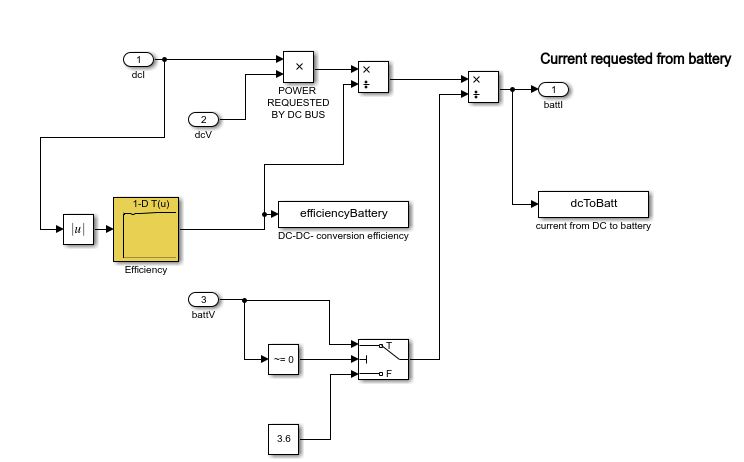 Current requested from battery
1
dcI
×
POWER
REQUESTED
BY DC BUS
×
÷
×
÷
1
battI
2
dcV
dcToBatt
current from DC to battery
1-D T(u)
|u|
Efficiency
efficiencyBattery
DC-DC- conversion efficiency
3
battV
~= 0
T
F
3.6